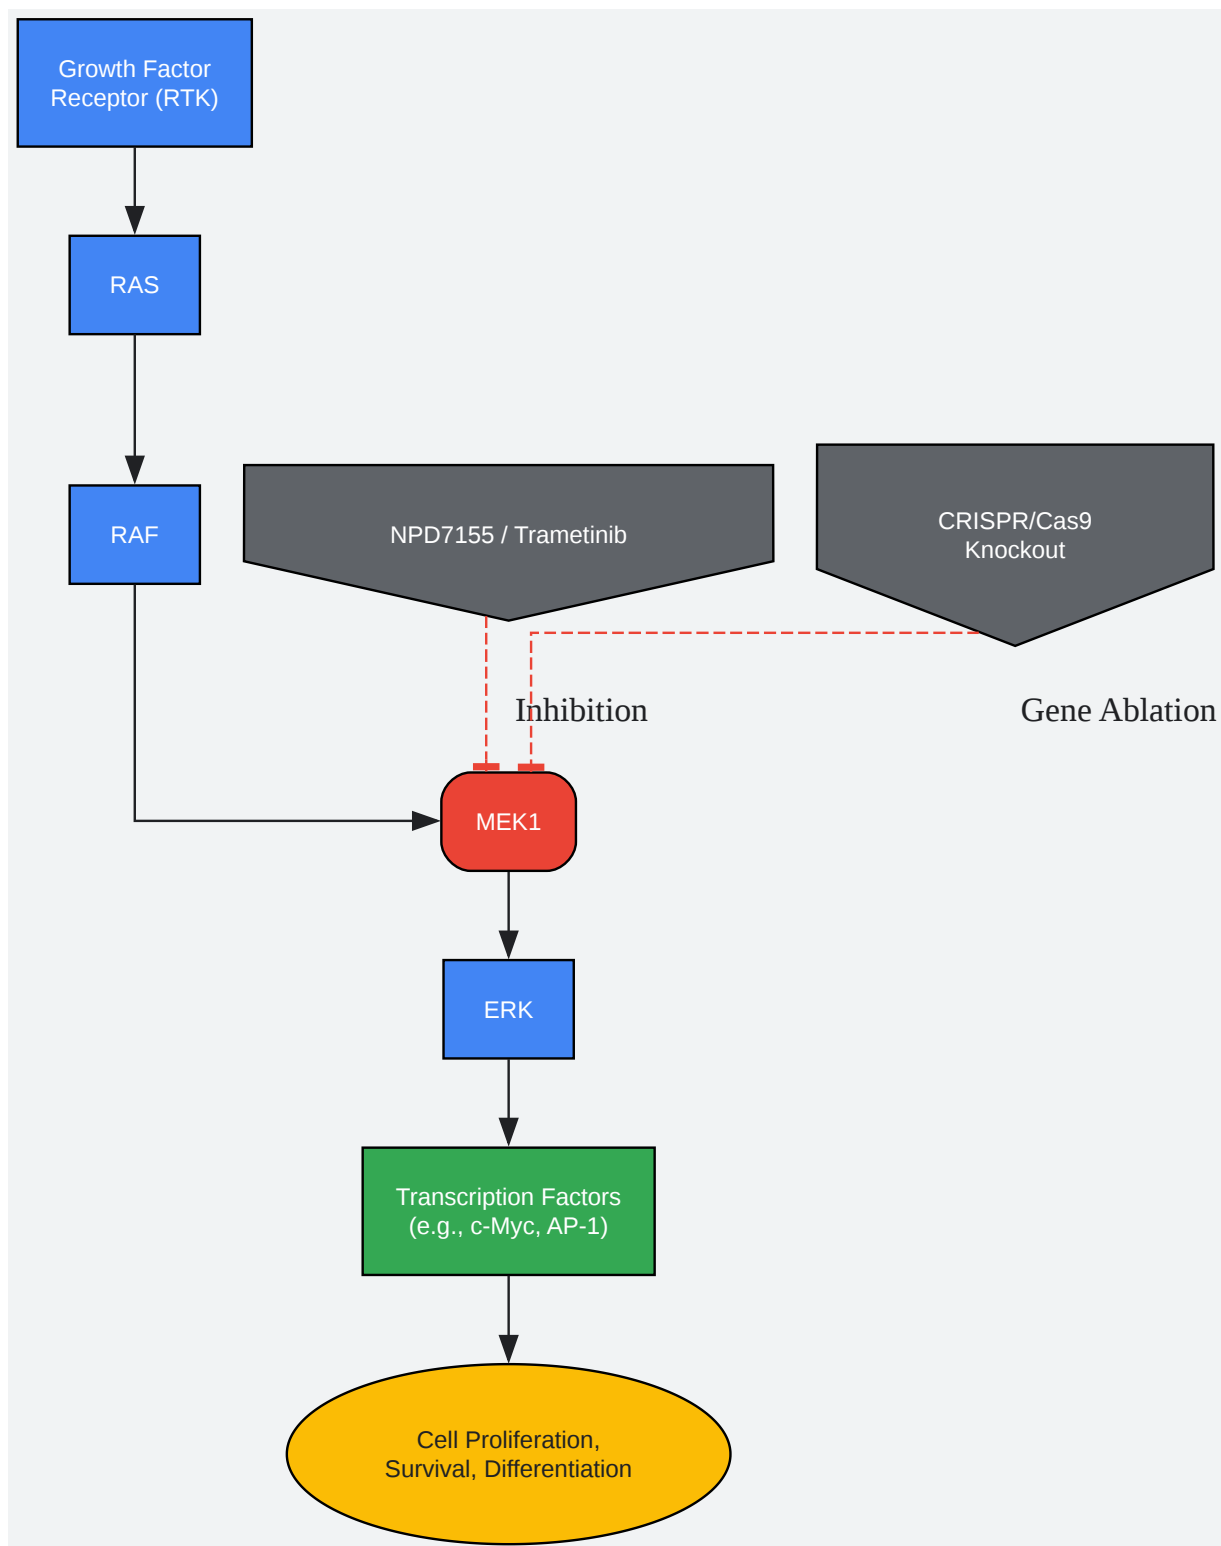 Growth Factor
Receptor (RTK)
RAS
RAF
NPD7155 / Trametinib
CRISPR/Cas9
Knockout
Inhibition
Gene Ablation
MEK1
ERK
Transcription Factors
(e.g., c-Myc, AP-1)
Cell Proliferation,
Survival, Differentiation